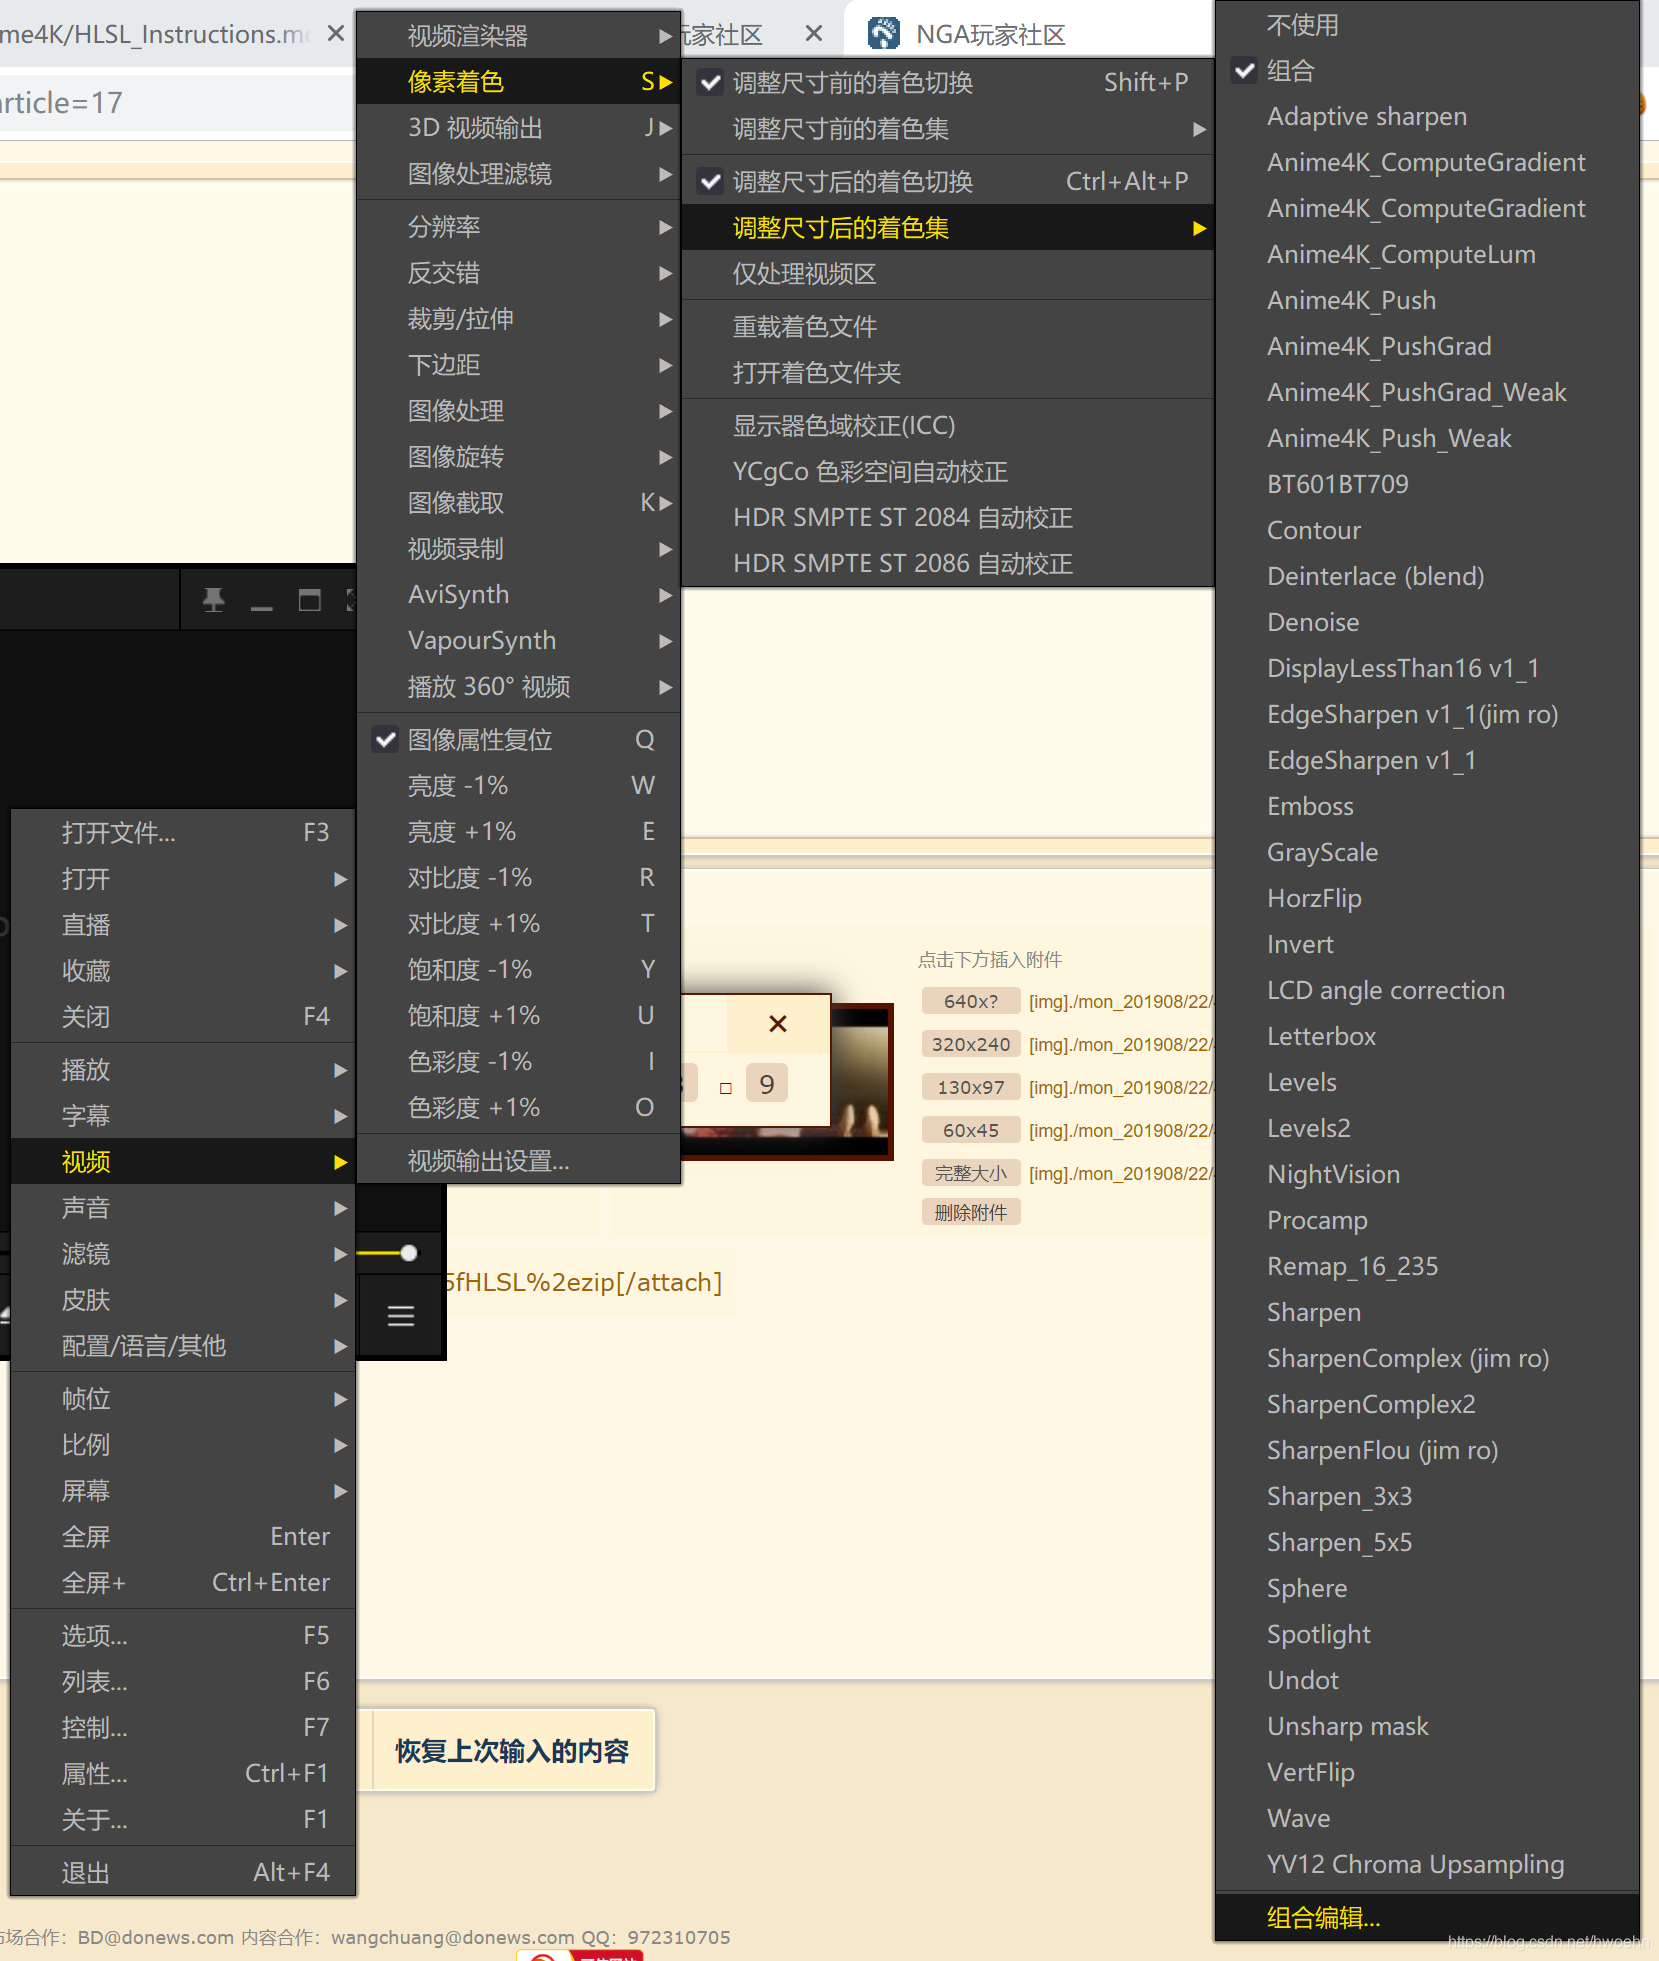 me4K/HLSL_Instructions.m
玩家社区
NGA玩家社区
rticle=17
视频渲染器
像素着色 S
3D 视频输出 J
图像处理滤镜
分辨率
反交错
裁剪/拉伸
下边距
图像处理
图像旋转
图像截取 K
视频录制
AviSynth
VapourSynth
播放 360° 视频
图像属性复位 Q
亮度 -1% W
亮度 +1% E
对比度 -1% R
对比度 +1% T
饱和度 -1% Y
饱和度 +1% U
色彩度 -1% I
色彩度 +1% O
视频输出设置...
调整尺寸前的着色切换 Shift+P
调整尺寸前的着色集
调整尺寸后的着色切换 Ctrl+Alt+P
调整尺寸后的着色集
仅处理视频区
重载着色文件
打开着色文件夹
显示器色域校正(ICC)
YCgCo 色彩空间自动校正
HDR SMPTE ST 2084 自动校正
HDR SMPTE ST 2086 自动校正
不使用
组合
Adaptive sharpen
Anime4K_ComputeGradient
Anime4K_ComputeGradient
Anime4K_ComputeLum
Anime4K_Push
Anime4K_PushGrad
Anime4K_PushGrad_Weak
Anime4K_Push_Weak
BT601BT709
Contour
Deinterlace (blend)
Denoise
DisplayLessThan16 v1_1
EdgeSharpen v1_1(jim ro)
EdgeSharpen v1_1
Emboss
GrayScale
HorzFlip
Invert
LCD angle correction
Letterbox
Levels
Levels2
NightVision
Procamp
Remap_16_235
Sharpen
SharpenComplex (jim ro)
SharpenComplex2
SharpenFlou (jim ro)
Sharpen_3x3
Sharpen_5x5
Sphere
Spotlight
Undot
Unsharp mask
VertFlip
Wave
YV12 Chroma Upsampling
组合编辑...
打开文件... F3
打开
直播
收藏
关闭 F4
播放
字幕
视频
声音
滤镜
皮肤
配置/语言/其他
帧位
比例
屏幕
全屏 Enter
全屏+ Ctrl+Enter
选项... F5
列表... F6
控制... F7
属性... Ctrl+F1
关于... F1
退出 Alt+F4
9
点击下方插入附件
640x? [img]./mon_201908/22/
320x240 [img]./mon_201908/22/
130x97 [img]./mon_201908/22/
60x45 [img]./mon_201908/22/
完整大小 [img]./mon_201908/22/
删除附件
5fHLSL%2ezip[/attach]
恢复上次输入的内容
市场合作：BD@donews.com 内容合作：wangchuang@donews.com QQ：972310705